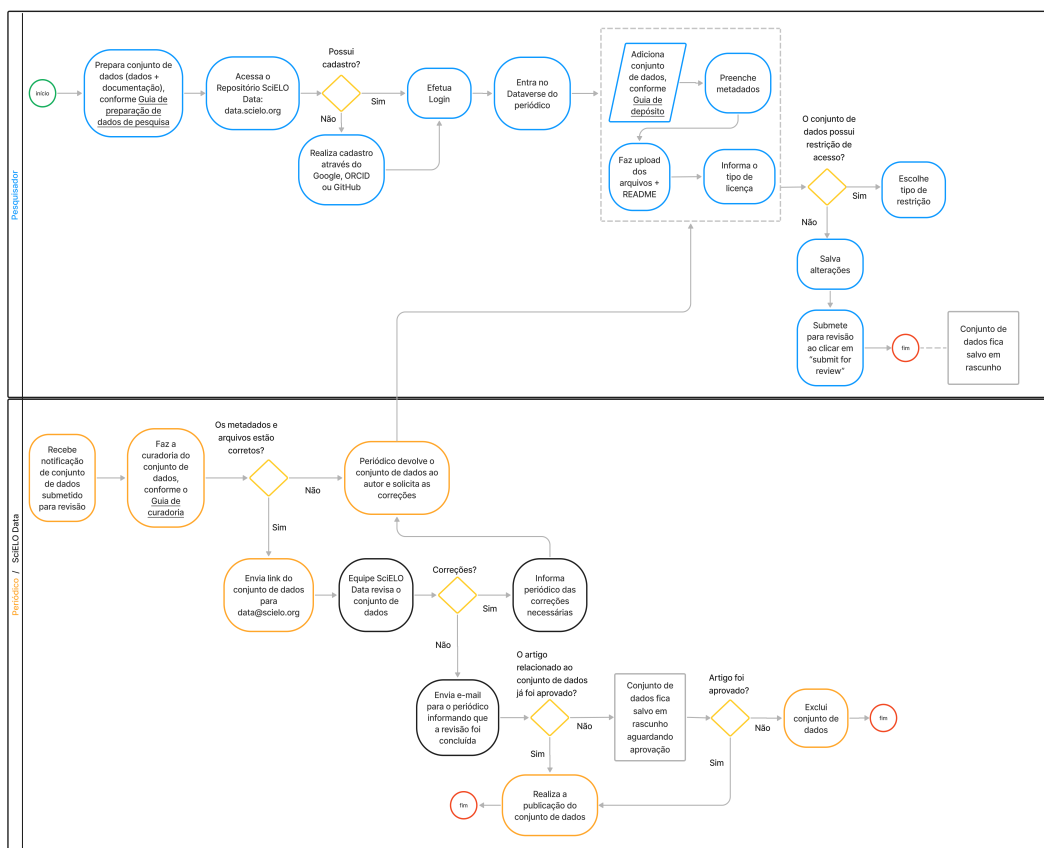 Pesquisador
início
Prepara conjunto de
dados (dados +
documentação),
conforme Guia de
preparação de
dados de pesquisa
Acessa o
Repositório SciELO
Data:
data.scielo.org
Possui
cadastro?
Sim
Não
Realiza cadastro
através do
Google, ORCID
ou GitHub
Efetua
Login
Entra no
Dataverse do
periódico
Adiciona
conjunto
de dados,
conforme
Guia de
depósito
Preenche
metadados
Faz upload
dos
arquivos +
README
Informa o
tipo de
licença
O conjunto de
dados possui
restrição de
acesso?
Sim
Não
Escolhe
tipo de
restrição
Salva
alterações
Submete
para revisão
ao clicar em
“submit for
review”
fim
Conjunto de
dados fica
salvo em
rascunho
Periódico / SciELO Data
Recebe
notificação
de conjunto
de dados
submetido
para revisão
Faz a
curadoria do
conjunto de
dados,
conforme o
Guia de
curadoria
Os metadados e
arquivos estão
corretos?
Não
Sim
Periódico devolve o
conjunto de dados ao
autor e solicita as
correções
Envia link do
conjunto de dados
para
data@scielo.org
Equipe SciELO
Data revisa o
conjunto de
dados
Correções?
Sim
Não
Informa
periódico das
correções
necessárias
Envia e-mail
para o periódico
informando que
a revisão foi
concluída
O artigo
relacionado ao
conjunto de dados
já foi aprovado?
Não
Sim
Conjunto de
dados fica
salvo em
rascunho
aguardando
aprovação
Artigo foi
aprovado?
Não
Sim
Exclui
conjunto de
dados
fim
Realiza a
publicação do
conjunto de dados
fim